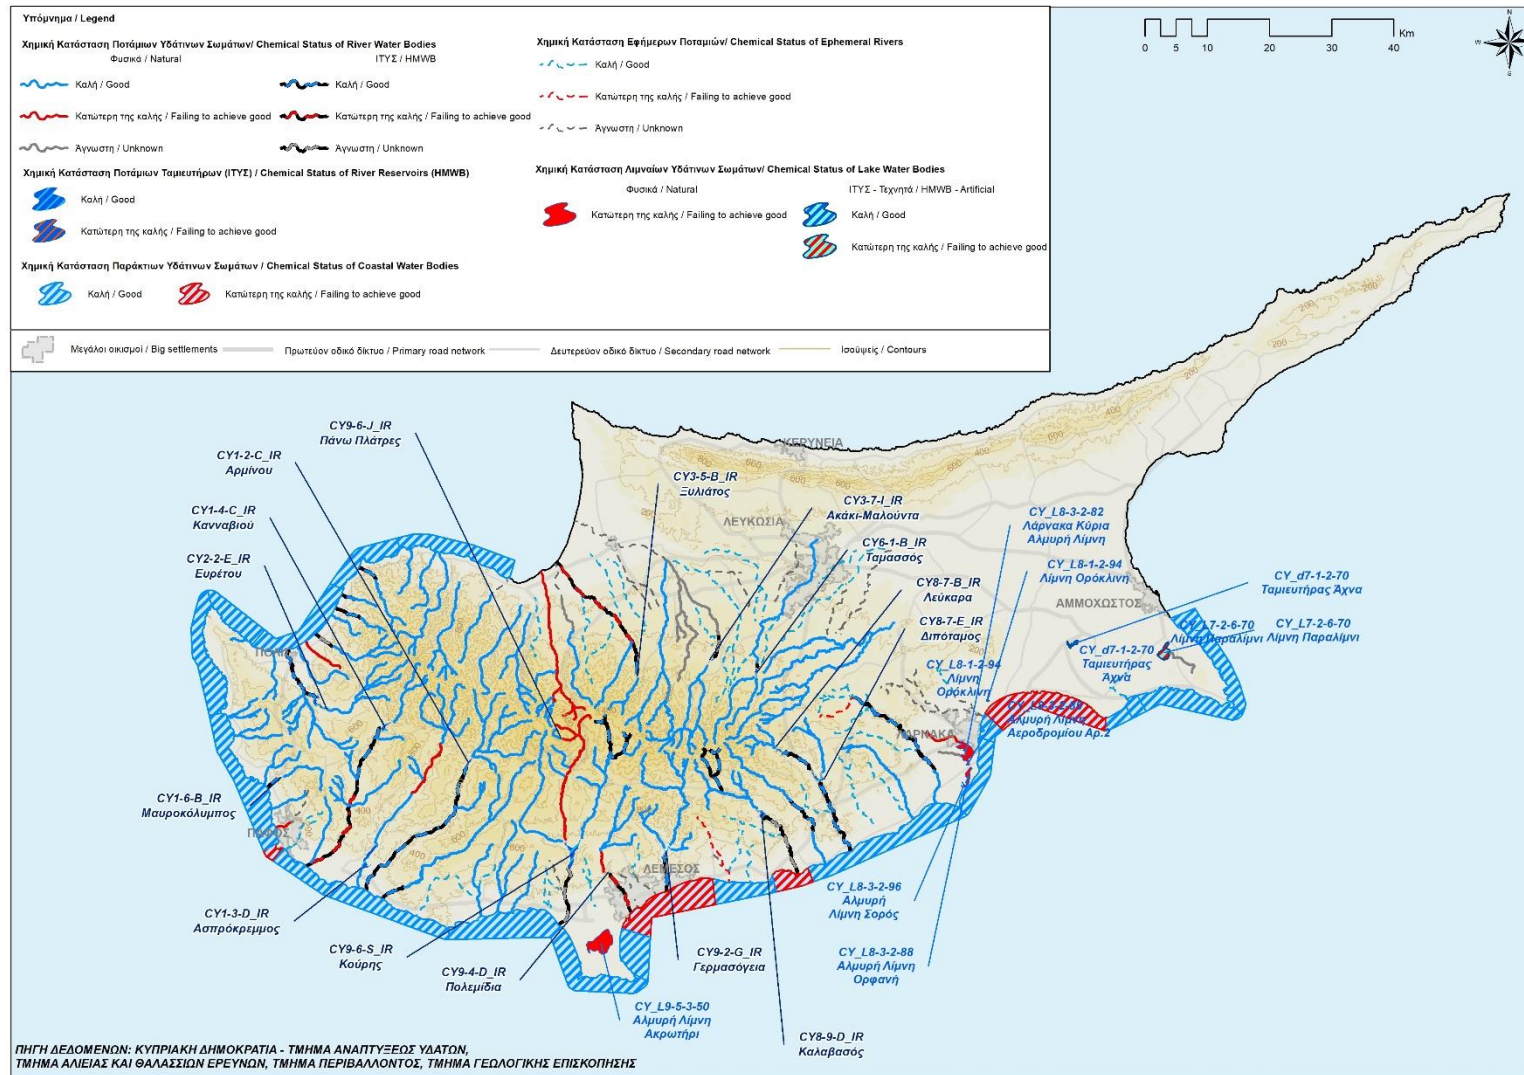 Υπόμνημα / Legend
Χημική Κατάσταση Ποτάμιων Υδάτινων Σωμάτων/ Chemical Status of River Water Bodies
Φυσικά / Natural
ΙΤΥΣ / HMWB
Καλή / Good
Καλή / Good
Κατώτερη της καλής / Failing to achieve good
Κατώτερη της καλής / Failing to achieve good
Άγνωστη / Unknown
Άγνωστη / Unknown
Χημική Κατάσταση Ποτάμιων Ταμιευτήρων (ΙΤΥΣ) / Chemical Status of River Reservoirs (HMWB)
Καλή / Good
Κατώτερη της καλής / Failing to achieve good
Χημική Κατάσταση Παράκτιων Υδάτινων Σωμάτων / Chemical Status of Coastal Water Bodies
Καλή / Good
Κατώτερη της καλής / Failing to achieve good
Χημική Κατάσταση Εφήμερων Ποταμιών/ Chemical Status of Ephemeral Rivers
Καλή / Good
Κατώτερη της καλής / Failing to achieve good
Άγνωστη / Unknown
Χημική Κατάσταση Λιμναίων Υδάτινων Σωμάτων/ Chemical Status of Lake Water Bodies
Φυσικά / Natural
ΙΤΥΣ - Τεχνητά / HMWB - Artificial
Κατώτερη της καλής / Failing to achieve good
Καλή / Good
Κατώτερη της καλής / Failing to achieve good
Μεγάλοι οικισμοί / Big settlements
Πρωτεύον οδικό δίκτυο / Primary road network
Δευτερεύον οδικό δίκτυο / Secondary road network
Ισοϋψείς / Contours
0 5 10 20 30 40
Km
N
W
S
CY9-6-J_IR
Πάνω Πλάτρες
CY1-2-C_IR
Αρμίνου
CY1-4-C_IR
Κανναβιού
CY2-2-E_IR
Ευρέτου
CY3-5-B_IR
Ξυλιάτος
CY3-7-I_IR
Ακάκι-Μαλούντα
CY6-1-B_IR
Ταμασσός
CY8-7-B_IR
Λεύκαρα
CY8-7-E_IR
Διπόταμος
CY_L8-3-2-82
Λάρνακα Κύρια
Αλμυρή Λίμνη
CY_L8-1-2-94
Λίμνη Ορόκλινη
CY_d7-1-2-70
Ταμιευτήρας Άχνα
CY_L7-2-6-70
Λίμνη Παραλίμνι
CY_L7-2-6-70
Λίμνη Παραλίμνι
CY_d7-1-2-70
Ταμιευτήρας
Άχνα
CY_L8-1-2-94
Λίμνη
Ορόκλινη
Αλμυρή Λίμνη
Αεροδρομίου Αρ.2
ΚΕΡΥΝΕΙΑ
ΛΕΥΚΩΣΙΑ
ΑΜΜΟΧΩΣΤΟΣ
ΛΑΡΝΑΚΑ
ΛΕΜΕΣΟΣ
ΠΑΦΟΣ
CY1-6-B_IR
Μαυροκόλυμπος
CY1-3-D_IR
Ασπρόκρεμμος
CY9-6-S_IR
Κούρης
CY9-4-D_IR
Πολεμίδια
CY9-2-G_IR
Γερμασόγεια
CY_L9-5-3-50
Αλμυρή Λίμνη
Ακρωτήρι
CY8-9-D_IR
Καλαβασός
CY_L8-3-2-96
Αλμυρή
Λίμνη Σορός
CY_L8-3-2-88
Αλμυρή Λίμνη
Ορφανή
ΠΗΓΗ ΔΕΔΟΜΕΝΩΝ: ΚΥΠΡΙΑΚΗ ΔΗΜΟΚΡΑΤΙΑ - ΤΜΗΜΑ ΑΝΑΠΤΥΞΕΩΣ ΥΔΑΤΩΝ,
ΤΜΗΜΑ ΑΛΙΕΙΑΣ ΚΑΙ ΘΑΛΑΣΣΙΩΝ ΕΡΕΥΝΩΝ, ΤΜΗΜΑ ΠΕΡΙΒΑΛΛΟΝΤΟΣ, ΤΜΗΜΑ ΓΕΩΛΟΓΙΚΗΣ ΕΠΙΣΚΟΠΗΣΗΣ